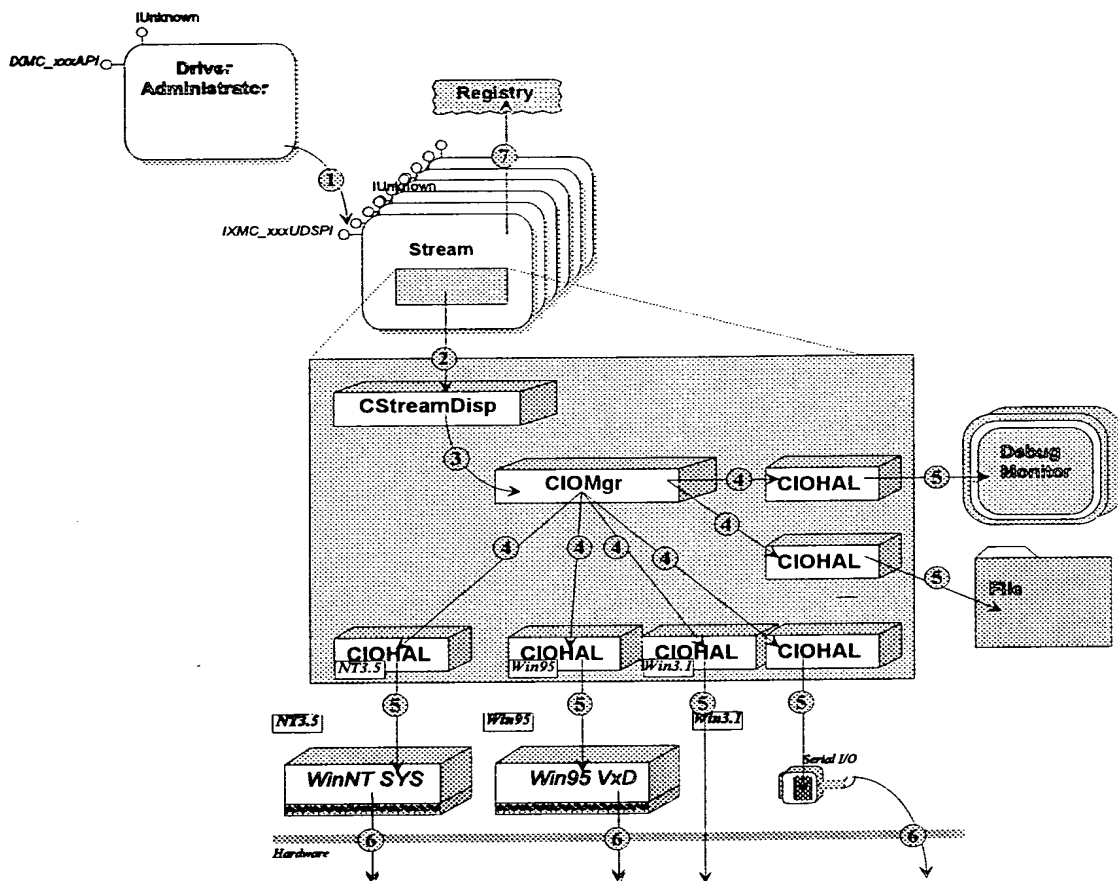 IUnknown
IXMC_xxxAPI
Driver
Administrator
Registry
7
1
IUnknown
IXMC_xxxUDSPI
Stream
2
CStreamDisp
3
CIOMgr
4
CIOHAL
5
Debug
Monitor
4
CIOHAL
5
File
4
4
4
4
CIOHAL
NT3.5
CIOHAL
Win95
CIOHAL
Win3.1
CIOHAL
5
5
5
5
NT3.5
Win95
Win3.1
WinNT SYS
Win95 VxD
Serial I/O
6
6
6
Hardware